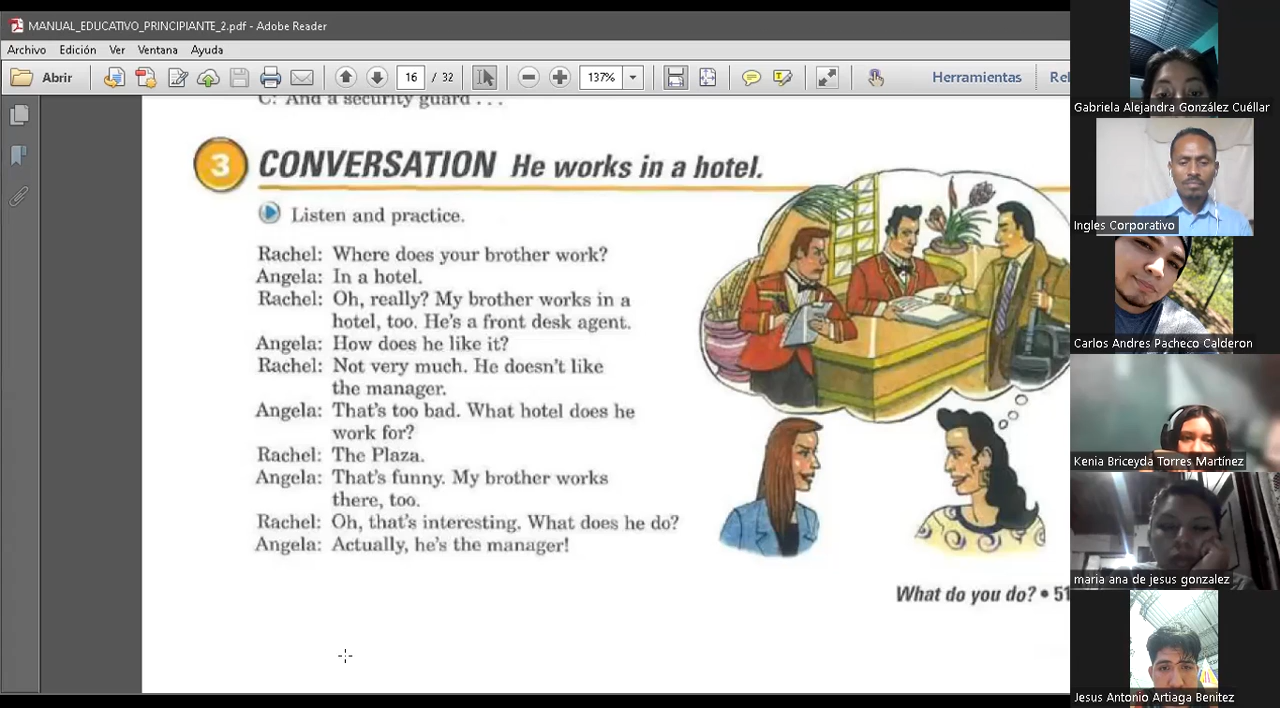 MANUAL_EDUCATIVO_PRINCIPIANTE_2.pdf - Adobe Reader
Archivo Edición Ver Ventana Ayuda
Abrir 16 / 32 137% Herramientas Rel
C: And a security guard . . .
3 CONVERSATION He works in a hotel.
Listen and practice.
Rachel: Where does your brother work?
Angela: In a hotel.
Rachel: Oh, really? My brother works in a
hotel, too. He's a front desk agent.
Angela: How does he like it?
Rachel: Not very much. He doesn't like
the manager.
Angela: That's too bad. What hotel does he
work for?
Rachel: The Plaza.
Angela: That's funny. My brother works
there, too.
Rachel: Oh, that's interesting. What does he do?
Angela: Actually, he's the manager!
What do you do? • 51
Gabriela Alejandra González Cuéllar
Ingles Corporativo
Carlos Andres Pacheco Calderon
Kenia Briceyda Torres Martínez
maria ana de jesus gonzalez
Jesus Antonio Artiaga Benitez